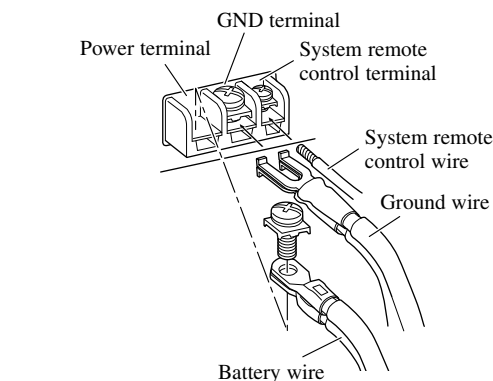 GND terminal
Power terminal
System remote
control terminal
System remote
control wire
Ground wire
Battery wire